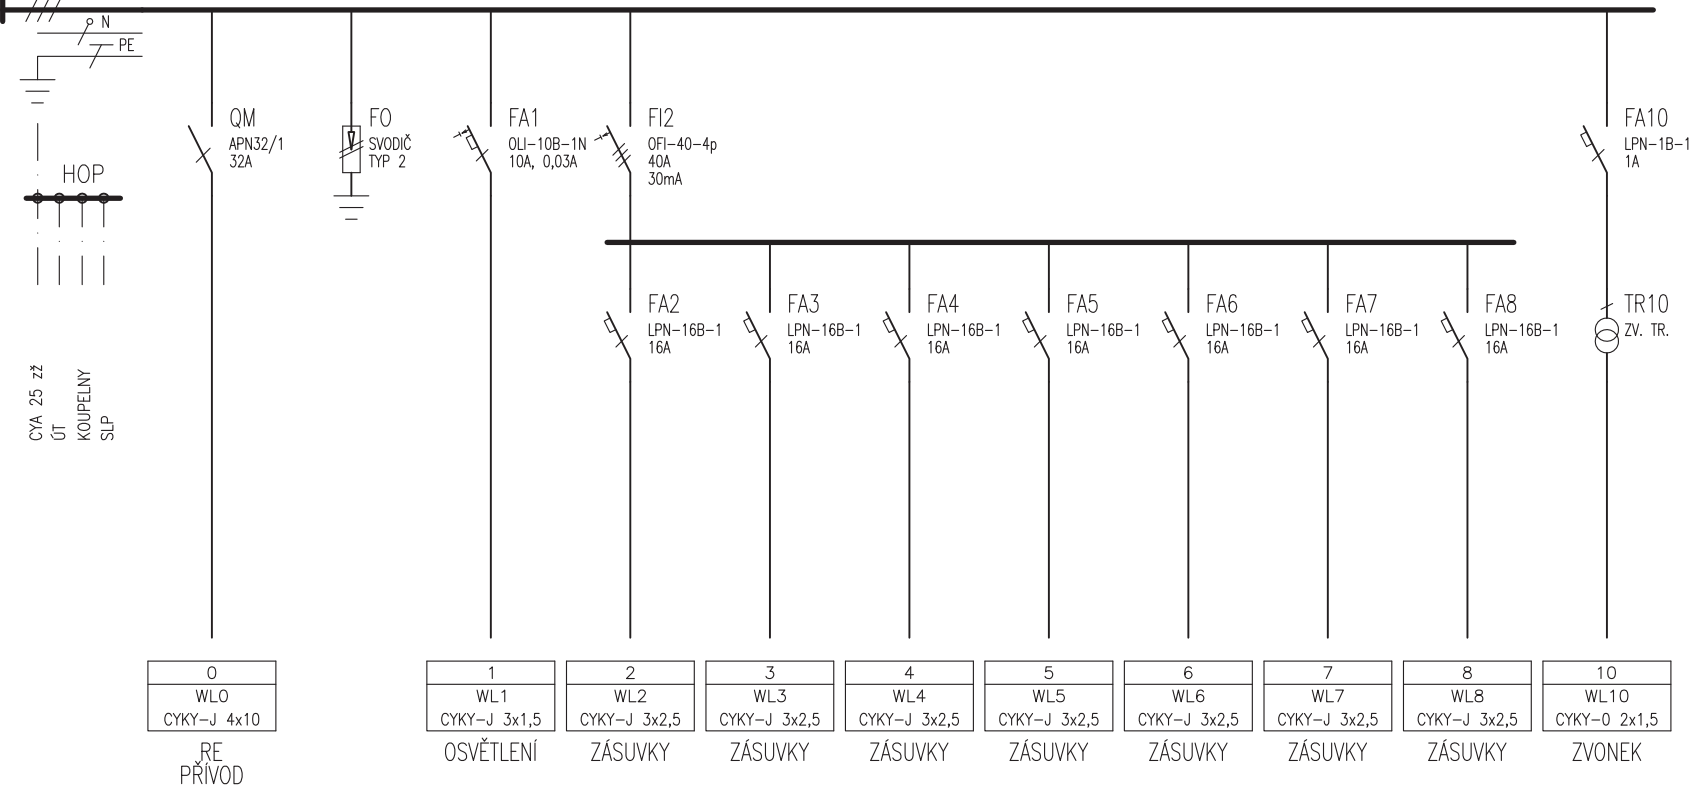 N
PE
HOP
CYA 25 zž
ÚT
KOUPELNY
SLP
QM
APN32/1
32A
FO
SVODIČ
TYP 2
FA1
OLI-10B-1N
10A, 0,03A
FI2
OFI-40-4p
40A
30mA
FA10
LPN-1B-1
1A
FA2
LPN-16B-1
16A
FA3
LPN-16B-1
16A
FA4
LPN-16B-1
16A
FA5
LPN-16B-1
16A
FA6
LPN-16B-1
16A
FA7
LPN-16B-1
16A
FA8
LPN-16B-1
16A
TR10
ZV. TR.
0
WL0
CYKY-J 4x10
RE
PŘÍVOD
1
WL1
CYKY-J 3x1,5
OSVĚTLENÍ
2
WL2
CYKY-J 3x2,5
ZÁSUVKY
3
WL3
CYKY-J 3x2,5
ZÁSUVKY
4
WL4
CYKY-J 3x2,5
ZÁSUVKY
5
WL5
CYKY-J 3x2,5
ZÁSUVKY
6
WL6
CYKY-J 3x2,5
ZÁSUVKY
7
WL7
CYKY-J 3x2,5
ZÁSUVKY
8
WL8
CYKY-J 3x2,5
ZÁSUVKY
10
WL10
CYKY-O 2x1,5
ZVONEK